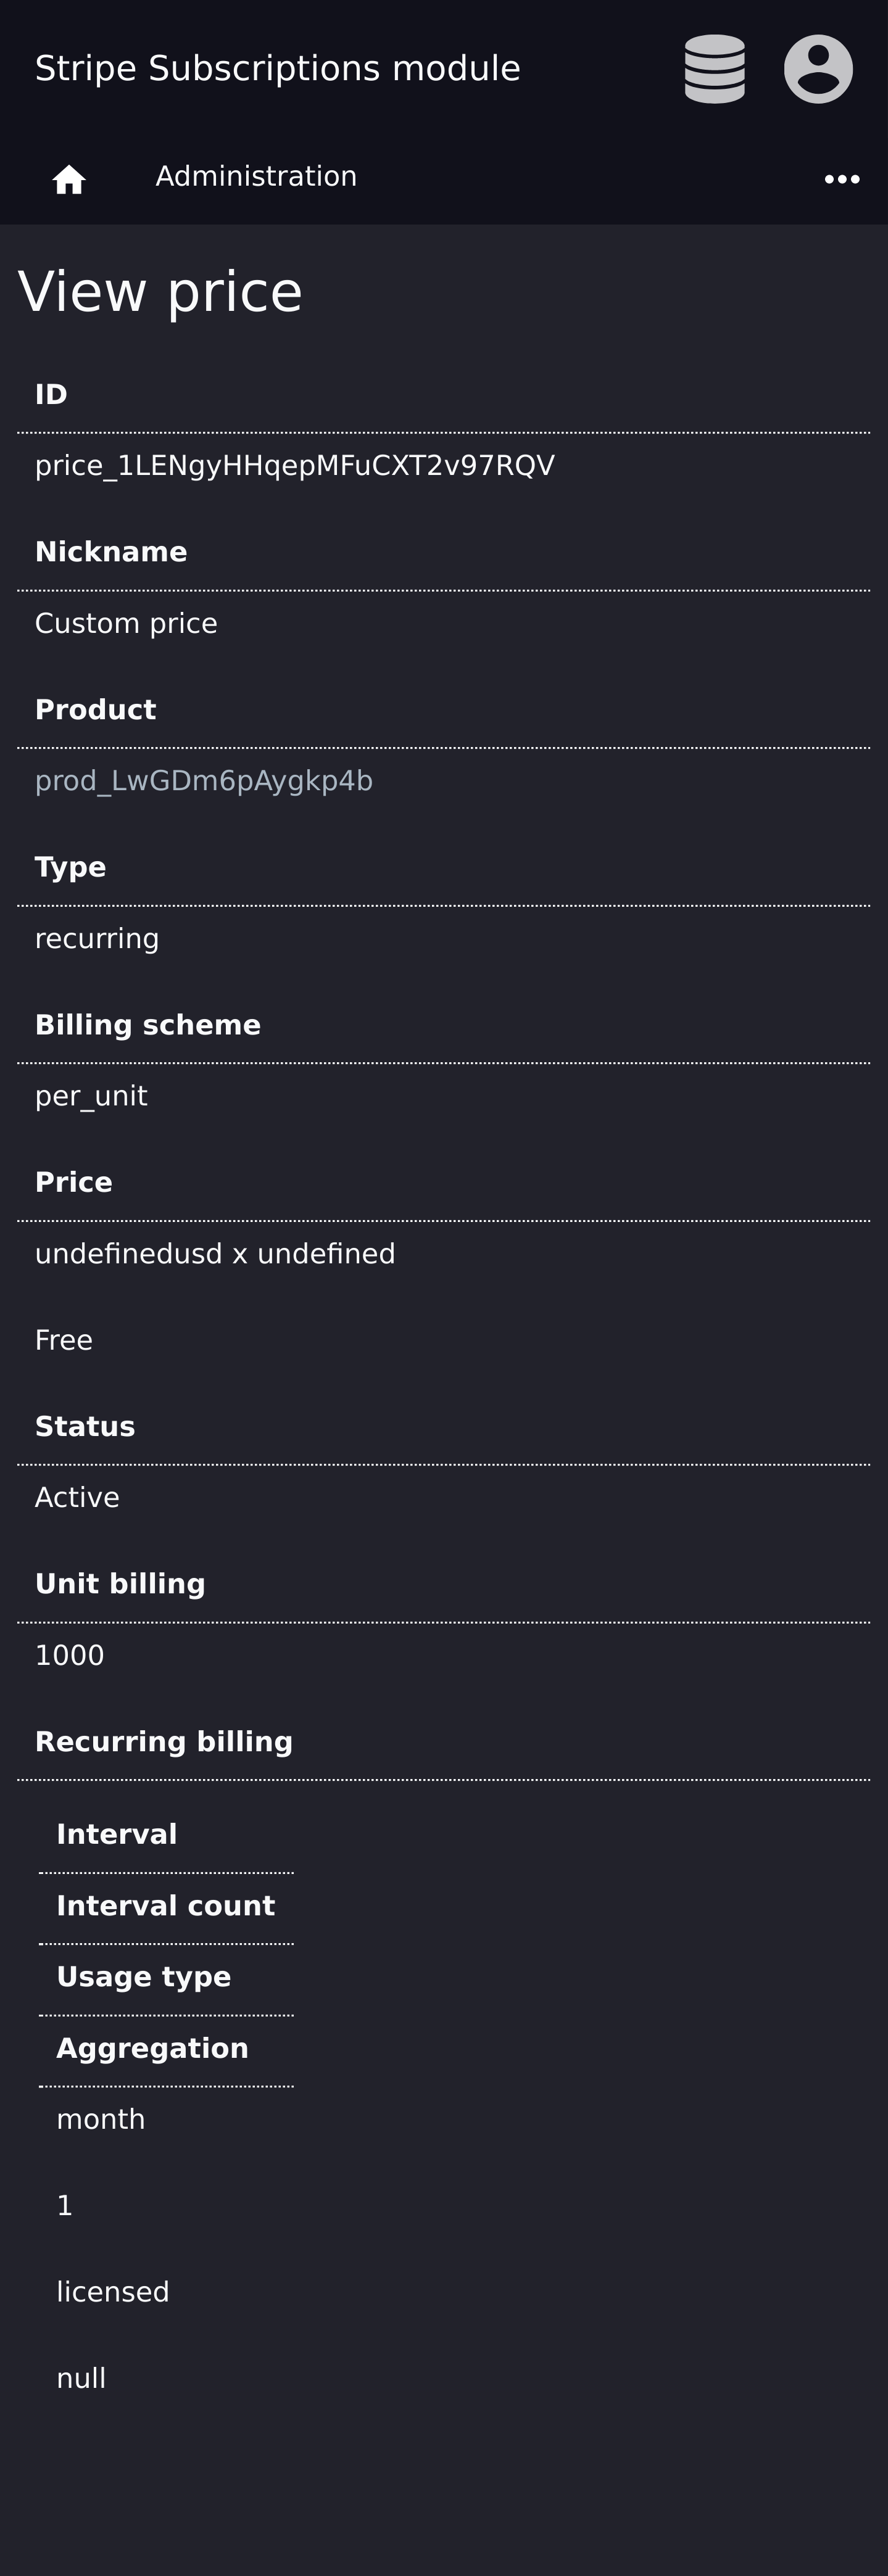 Stripe Subscriptions module
Administration
View price
ID
price_1LENgyHHqepMFuCXT2v97RQV
Nickname
Custom price
Product
prod_LwGDm6pAygkp4b
Type
recurring
Billing scheme
per_unit
Price
undefinedusd x undefined
Free
Status
Active
Unit billing
1000
Recurring billing
Interval
Interval count
Usage type
Aggregation
month
1
licensed
null